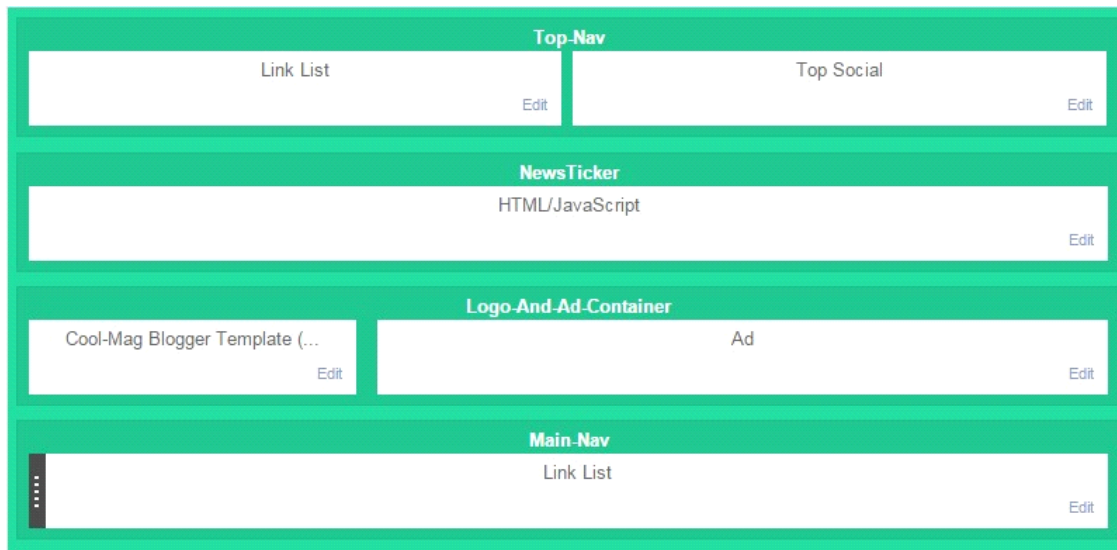 Top-Nav
Link List
Top Social
Edit
Edit
NewsTicker
HTML/JavaScript
Edit
Logo-And-Ad-Container
Cool-Mag Blogger Template (...
Ad
Edit
Edit
Main-Nav
Link List
Edit